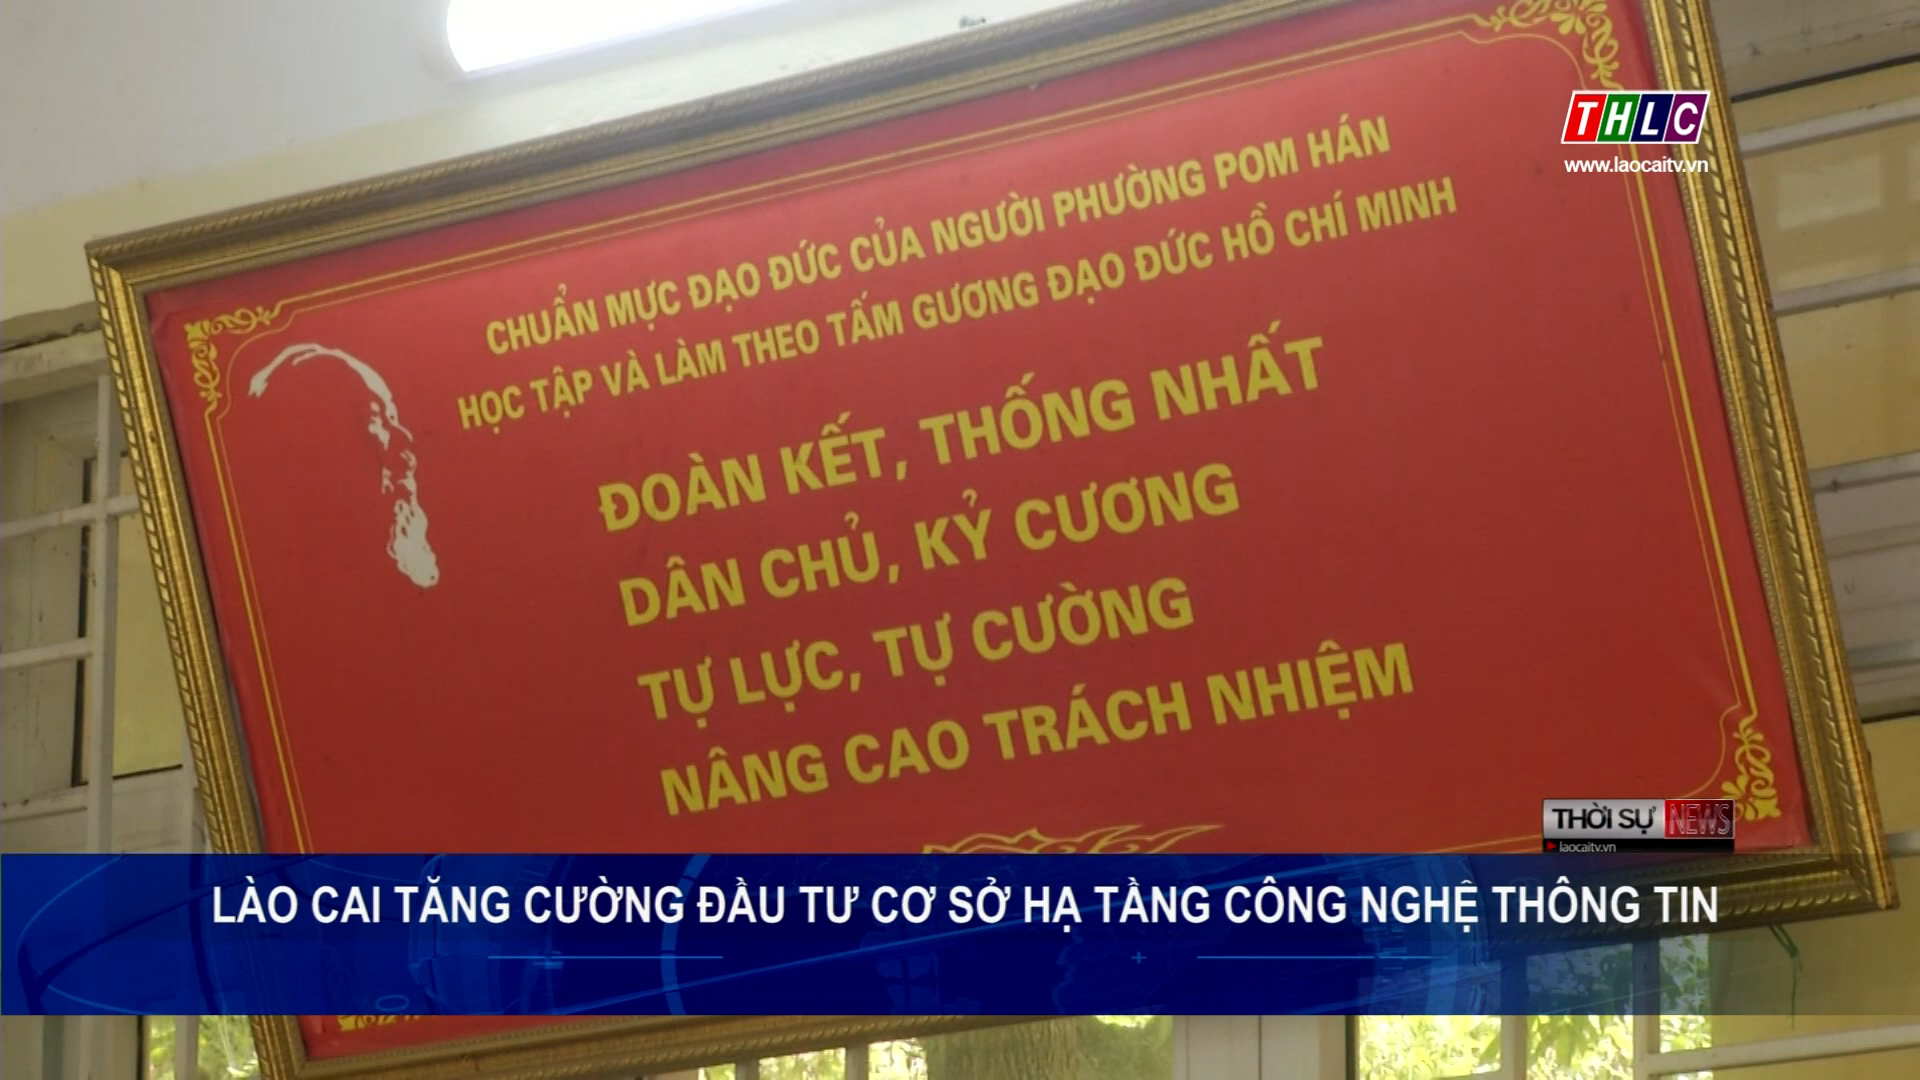 THLC
www.laocaitv.vn
CHUẨN MỰC ĐẠO ĐỨC CỦA NGƯỜI PHƯỜNG POM HÁN
HỌC TẬP VÀ LÀM THEO TẤM GƯƠNG ĐẠO ĐỨC HỒ CHÍ MINH
ĐOÀN KẾT, THỐNG NHẤT
DÂN CHỦ, KỶ CƯƠNG
TỰ LỰC, TỰ CƯỜNG
NÂNG CAO TRÁCH NHIỆM
THỜI SỰ NEWS
laocaitv.vn
LÀO CAI TĂNG CƯỜNG ĐẦU TƯ CƠ SỞ HẠ TẦNG CÔNG NGHỆ THÔNG TIN